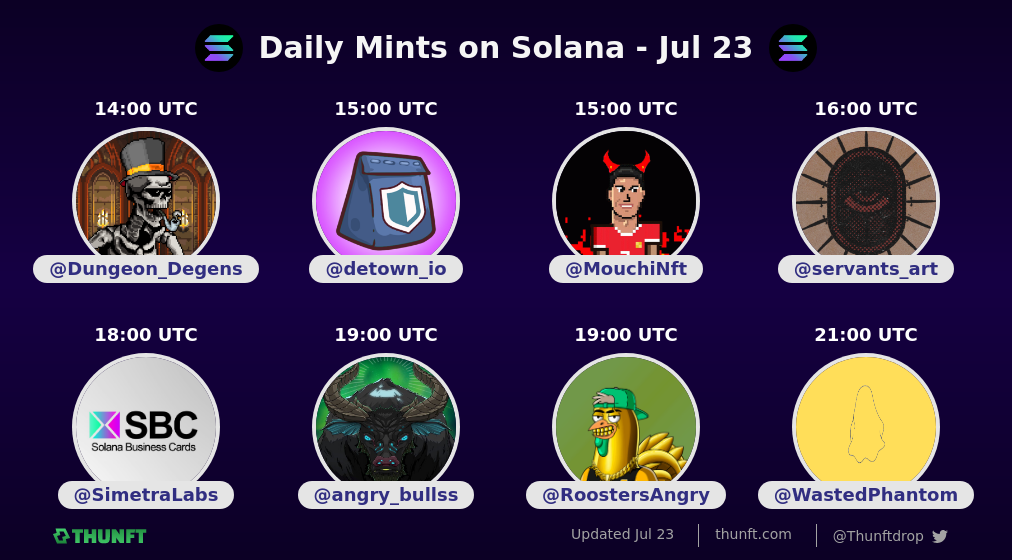 Daily Mints on Solana - Jul 23
14:00 UTC
15:00 UTC
15:00 UTC
16:00 UTC
@Dungeon_Degens
@detown_io
@MouchiNft
@servants_art
18:00 UTC
19:00 UTC
19:00 UTC
21:00 UTC
SBC
Solana Business Cards
@SimetraLabs
@angry_bullss
@RoostersAngry
@WastedPhantom
THUNFT
Updated Jul 23
thunft.com
@Thunftdrop